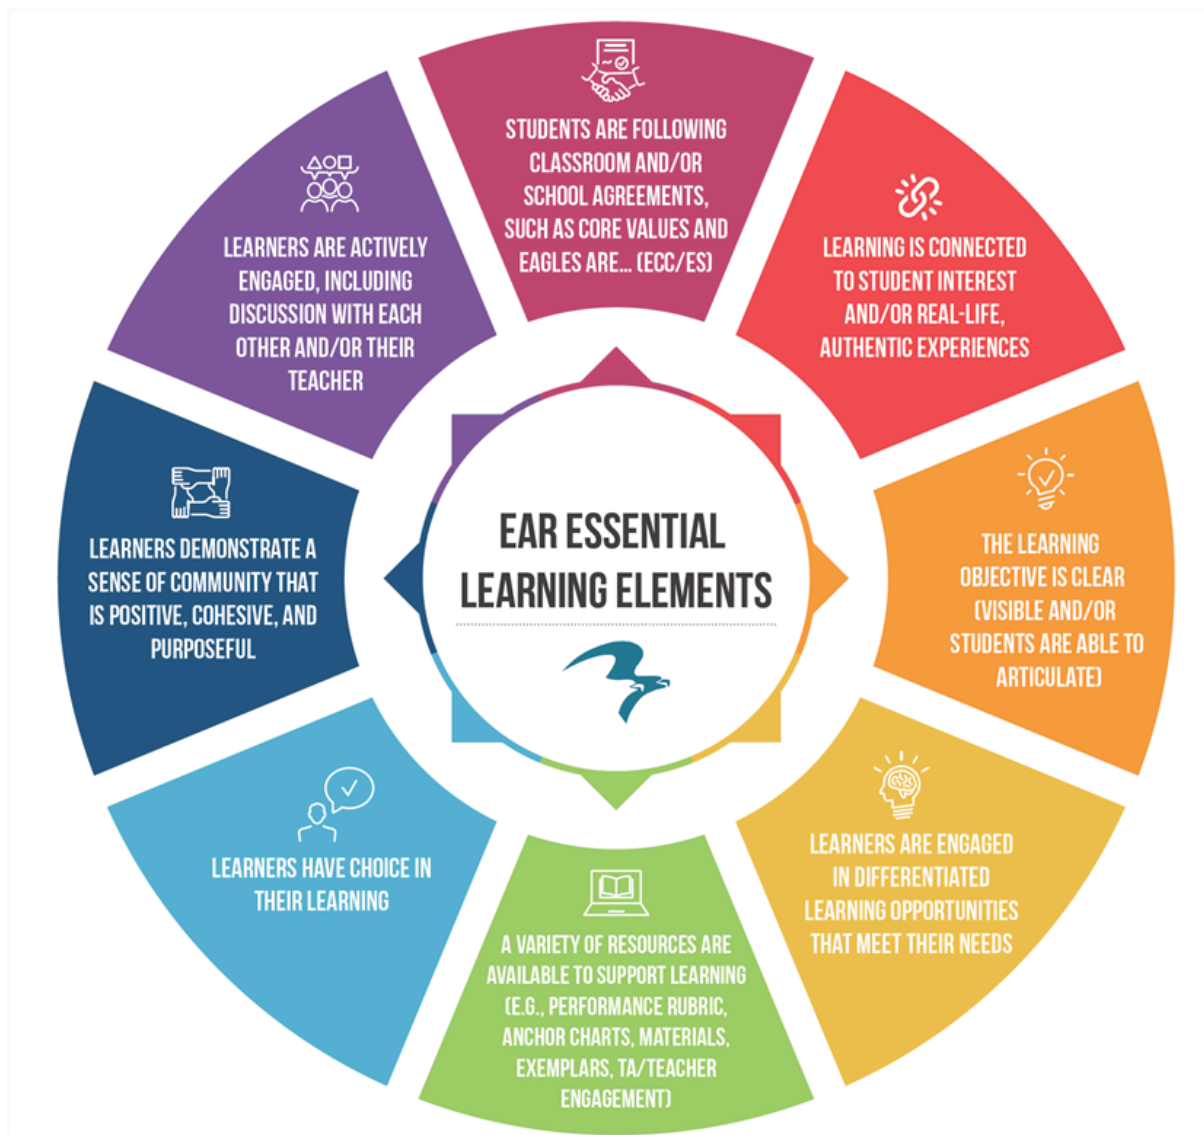 STUDENTS ARE FOLLOWING
CLASSROOM AND/OR
SCHOOL AGREEMENTS,
SUCH AS CORE VALUES AND
EAGLES ARE... (ECC/ES)
LEARNING IS CONNECTED
TO STUDENT INTEREST
AND/OR REAL-LIFE,
AUTHENTIC EXPERIENCES
THE LEARNING
OBJECTIVE IS CLEAR
(VISIBLE AND/OR
STUDENTS ARE ABLE TO
ARTICULATE)
LEARNERS ARE ENGAGED
IN DIFFERENTIATED
LEARNING OPPORTUNITIES
THAT MEET THEIR NEEDS
A VARIETY OF RESOURCES ARE
AVAILABLE TO SUPPORT LEARNING
(E.G., PERFORMANCE RUBRIC,
ANCHOR CHARTS, MATERIALS,
EXEMPLARS, TA/TEACHER
ENGAGEMENT)
LEARNERS HAVE CHOICE IN
THEIR LEARNING
LEARNERS DEMONSTRATE A
SENSE OF COMMUNITY THAT
IS POSITIVE, COHESIVE, AND
PURPOSEFUL
LEARNERS ARE ACTIVELY
ENGAGED, INCLUDING
DISCUSSION WITH EACH
OTHER AND/OR THEIR
TEACHER
EAR ESSENTIAL
LEARNING ELEMENTS